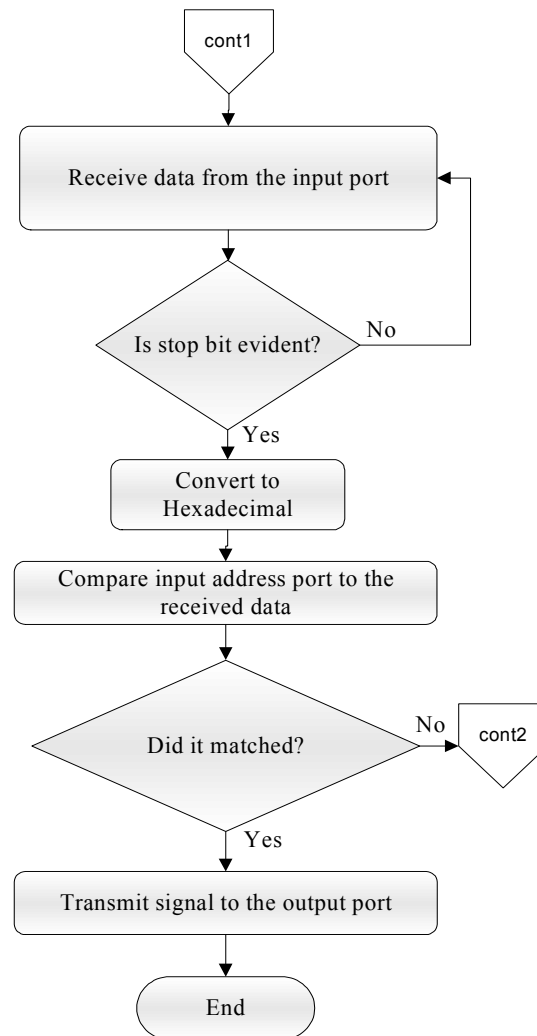 cont1
Receive data from the input port
Is stop bit evident?
No
Yes
Convert to
Hexadecimal
Compare input address port to the
received data
Did it matched?
No
cont2
Yes
Transmit signal to the output port
End